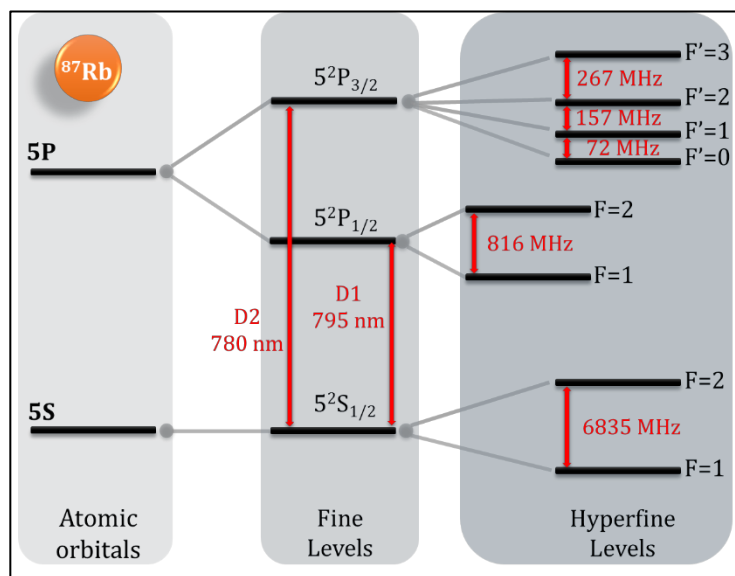 ⁸⁷Rb
5P
5S
5²P₃/₂
5²P₁/₂
D2
780 nm
D1
795 nm
5²S₁/₂
F'=3
267 MHz
F'=2
157 MHz
F'=1
72 MHz
F'=0
F=2
816 MHz
F=1
F=2
6835 MHz
F=1
Atomic
orbitals
Fine
Levels
Hyperfine
Levels